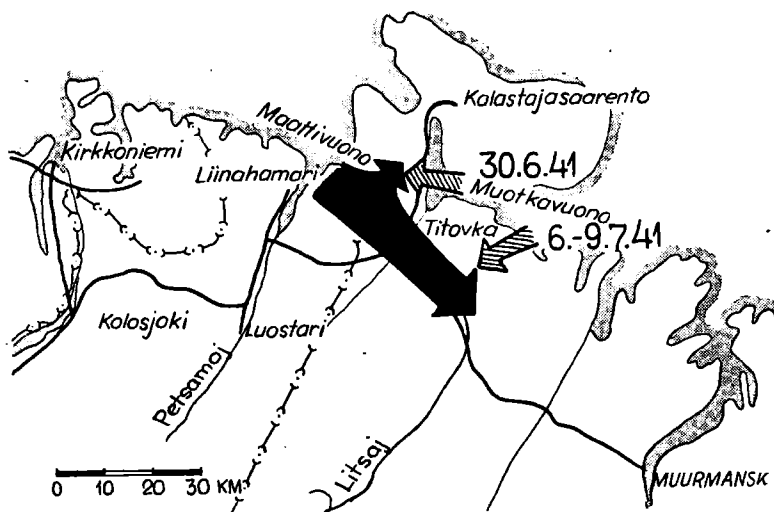 Kalastajasaarento
Maattivuono
Kirkkoniemi
Liinahamari
30.6.41
Muotkavuono
Titovka
6.-9.7.41
Kolosjoki
Luostari
Petsamoj
Litsaj
MUURMANSK
0 10 20 30 KM